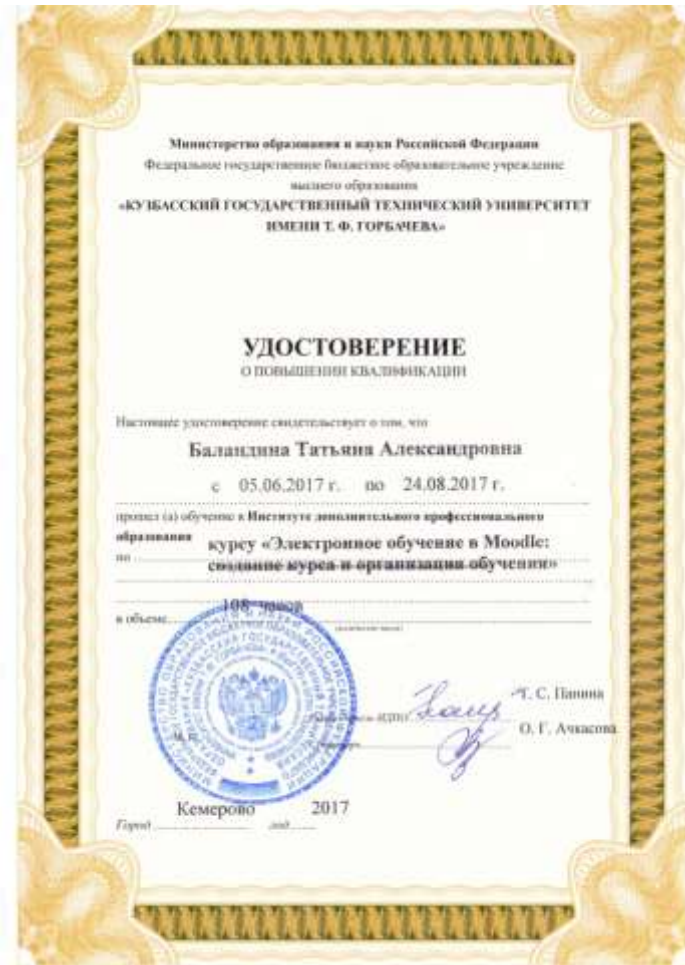 Министерство образования и науки Российской Федерации
Федеральное государственное бюджетное образовательное учреждение
высшего образования
«КУЗБАССКИЙ ГОСУДАРСТВЕННЫЙ ТЕХНИЧЕСКИЙ УНИВЕРСИТЕТ
ИМЕНИ Т. Ф. ГОРБАЧЕВА»
УДОСТОВЕРЕНИЕ
О ПОВЫШЕНИИ КВАЛИФИКАЦИИ
Настоящее удостоверение свидетельствует о том, что
Баландина Татьяна Александровна
с 05.06.2017 г. по 24.08.2017 г.
прошел (а) обучение в Институте дополнительного профессионального
образования
по курсу «Электронное обучение в Moodle:
создание курса и организация обучения»
в объеме 108 часов
Т. С. Панина
О. Г. Ачкасова
М. П.
Кемерово 2017
Город год